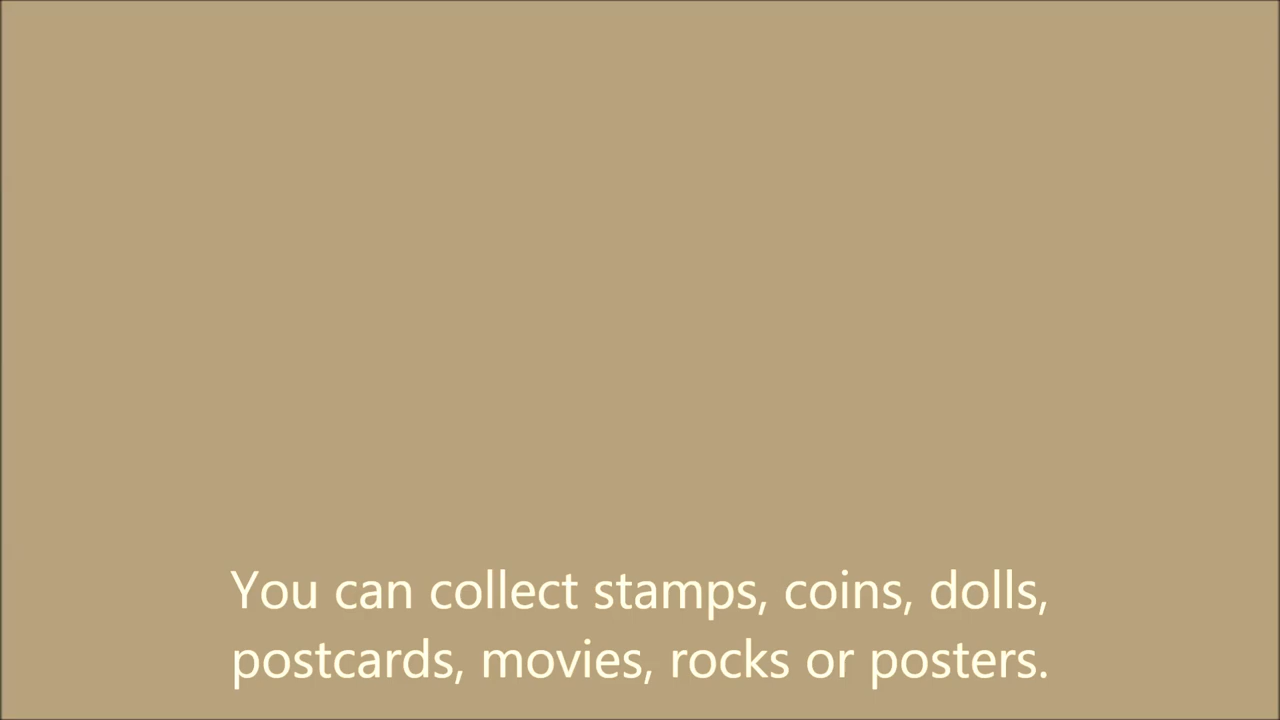 You can collect stamps, coins, dolls,
postcards, movies, rocks or posters.